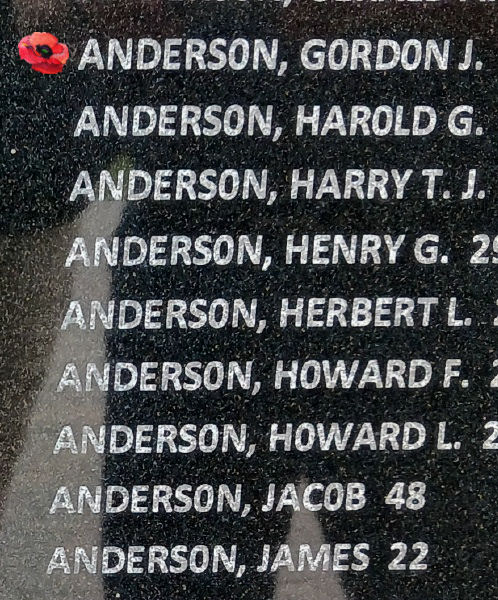 ANDERSON, GORDON J.
ANDERSON, HAROLD G.
ANDERSON, HARRY T. J.
ANDERSON, HENRY G.
ANDERSON, HERBERT L.
ANDERSON, HOWARD F.
ANDERSON, HOWARD L.
ANDERSON, JACOB 48
ANDERSON, JAMES 22